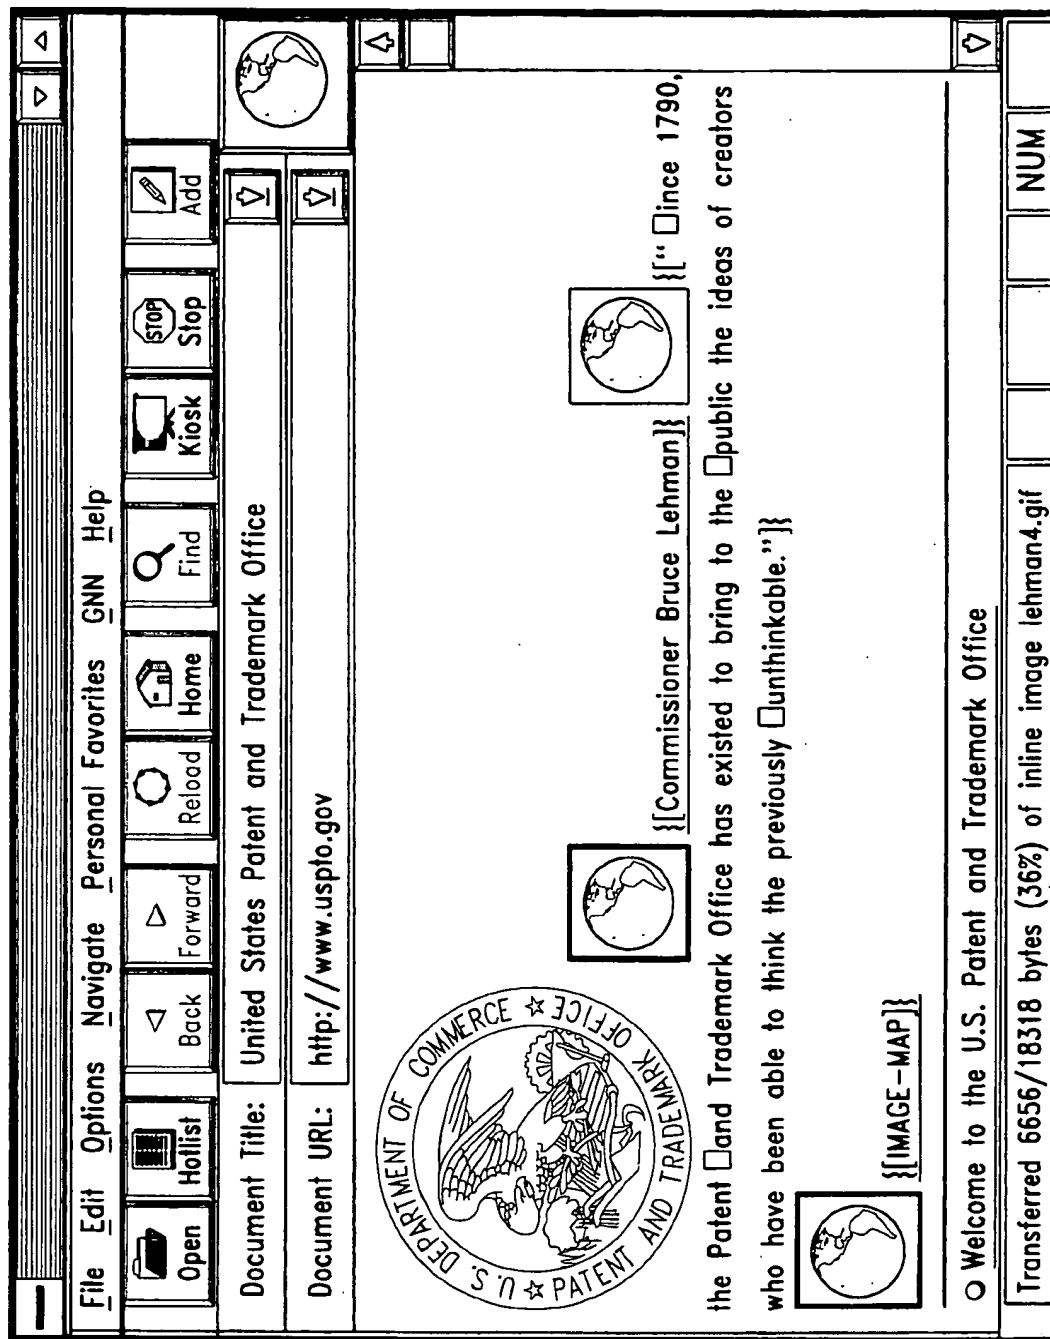 File Edit Options Navigate Personal Favorites GNN Help
Open Hotlist Back Forward Reload Home Find Kiosk STOP Stop Add
Document Title: United States Patent and Trademark Office
Document URL: http://www.uspto.gov
U.S. DEPARTMENT OF COMMERCE ☆ PATENT AND TRADEMARK OFFICE ☆
}[Commissioner Bruce Lehman]} }[“ □ince 1790,
the Patent □and Trademark Office has existed to bring to the □public the ideas of creators
who have been able to think the previously □unthinkable.”]}
}[IMAGE-MAP]}
O Welcome to the U.S. Patent and Trademark Office
Transferred 6656/18318 bytes (36%) of inline image lehman4.gif NUM